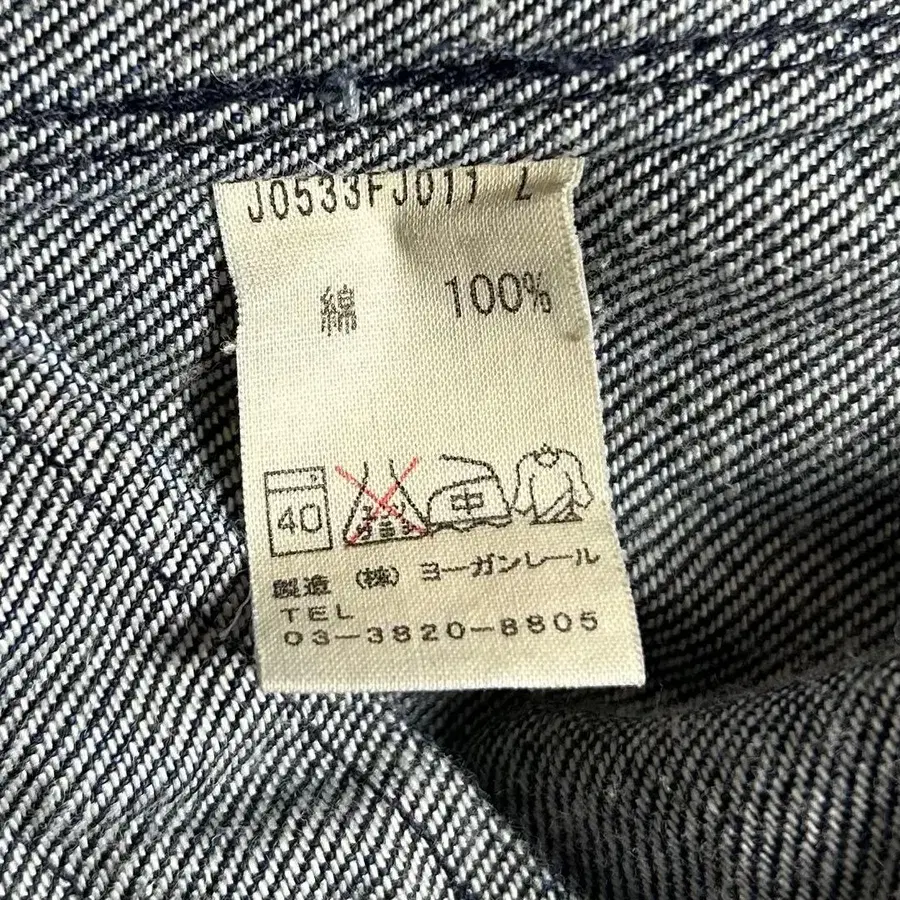 J0533FJ011
綿 100%
40 中
製造 (株) ヨーガンレール
TEL
03-3820-8805